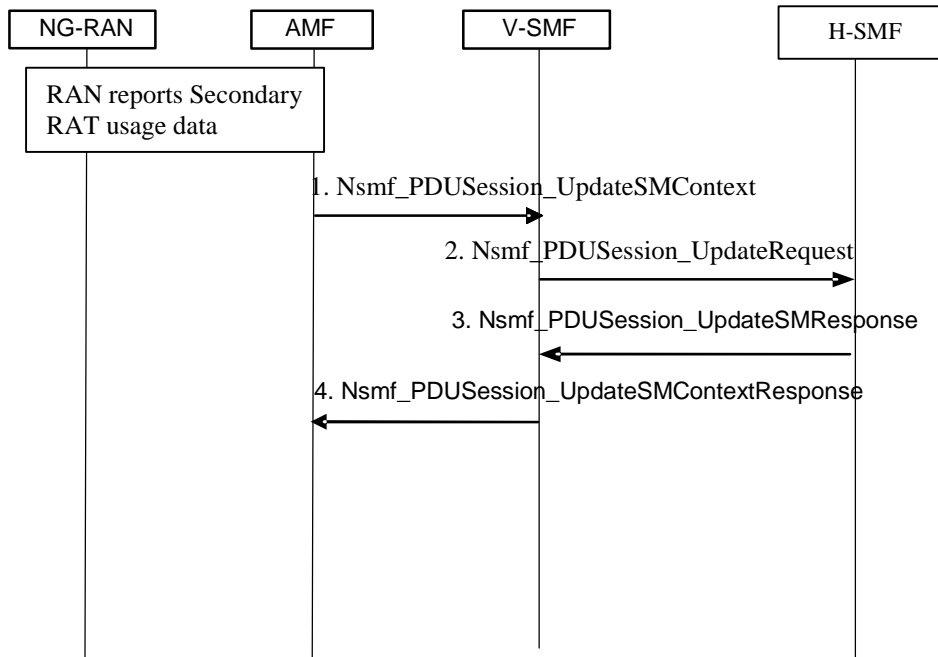 NG-RAN
AMF
V-SMF
H-SMF
RAN reports Secondary
RAT usage data
1. Nsmf_PDUSession_UpdateSMContext
2. Nsmf_PDUSession_UpdateRequest
3. Nsmf_PDUSession_UpdateSMResponse
4. Nsmf_PDUSession_UpdateSMContextResponse